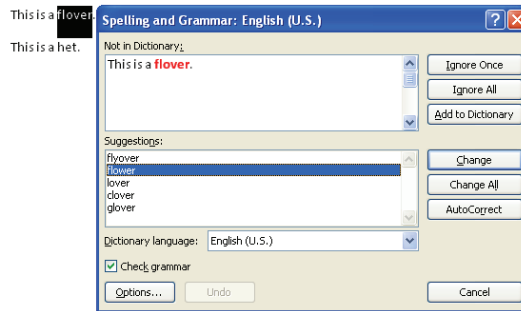 This is a flover.
This is a het.
Spelling and Grammar: English (U.S.)
Not in Dictionary:
This is a flover.
Ignore Once
Ignore All
Add to Dictionary
Suggestions:
flyover
flower
lover
clover
glover
Change
Change All
AutoCorrect
Dictionary language: English (U.S.)
Check grammar
Options... Undo Cancel